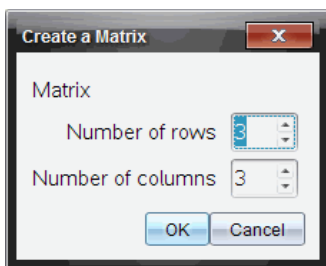 Create a Matrix
Matrix
Number of rows 3
Number of columns 3
OK Cancel